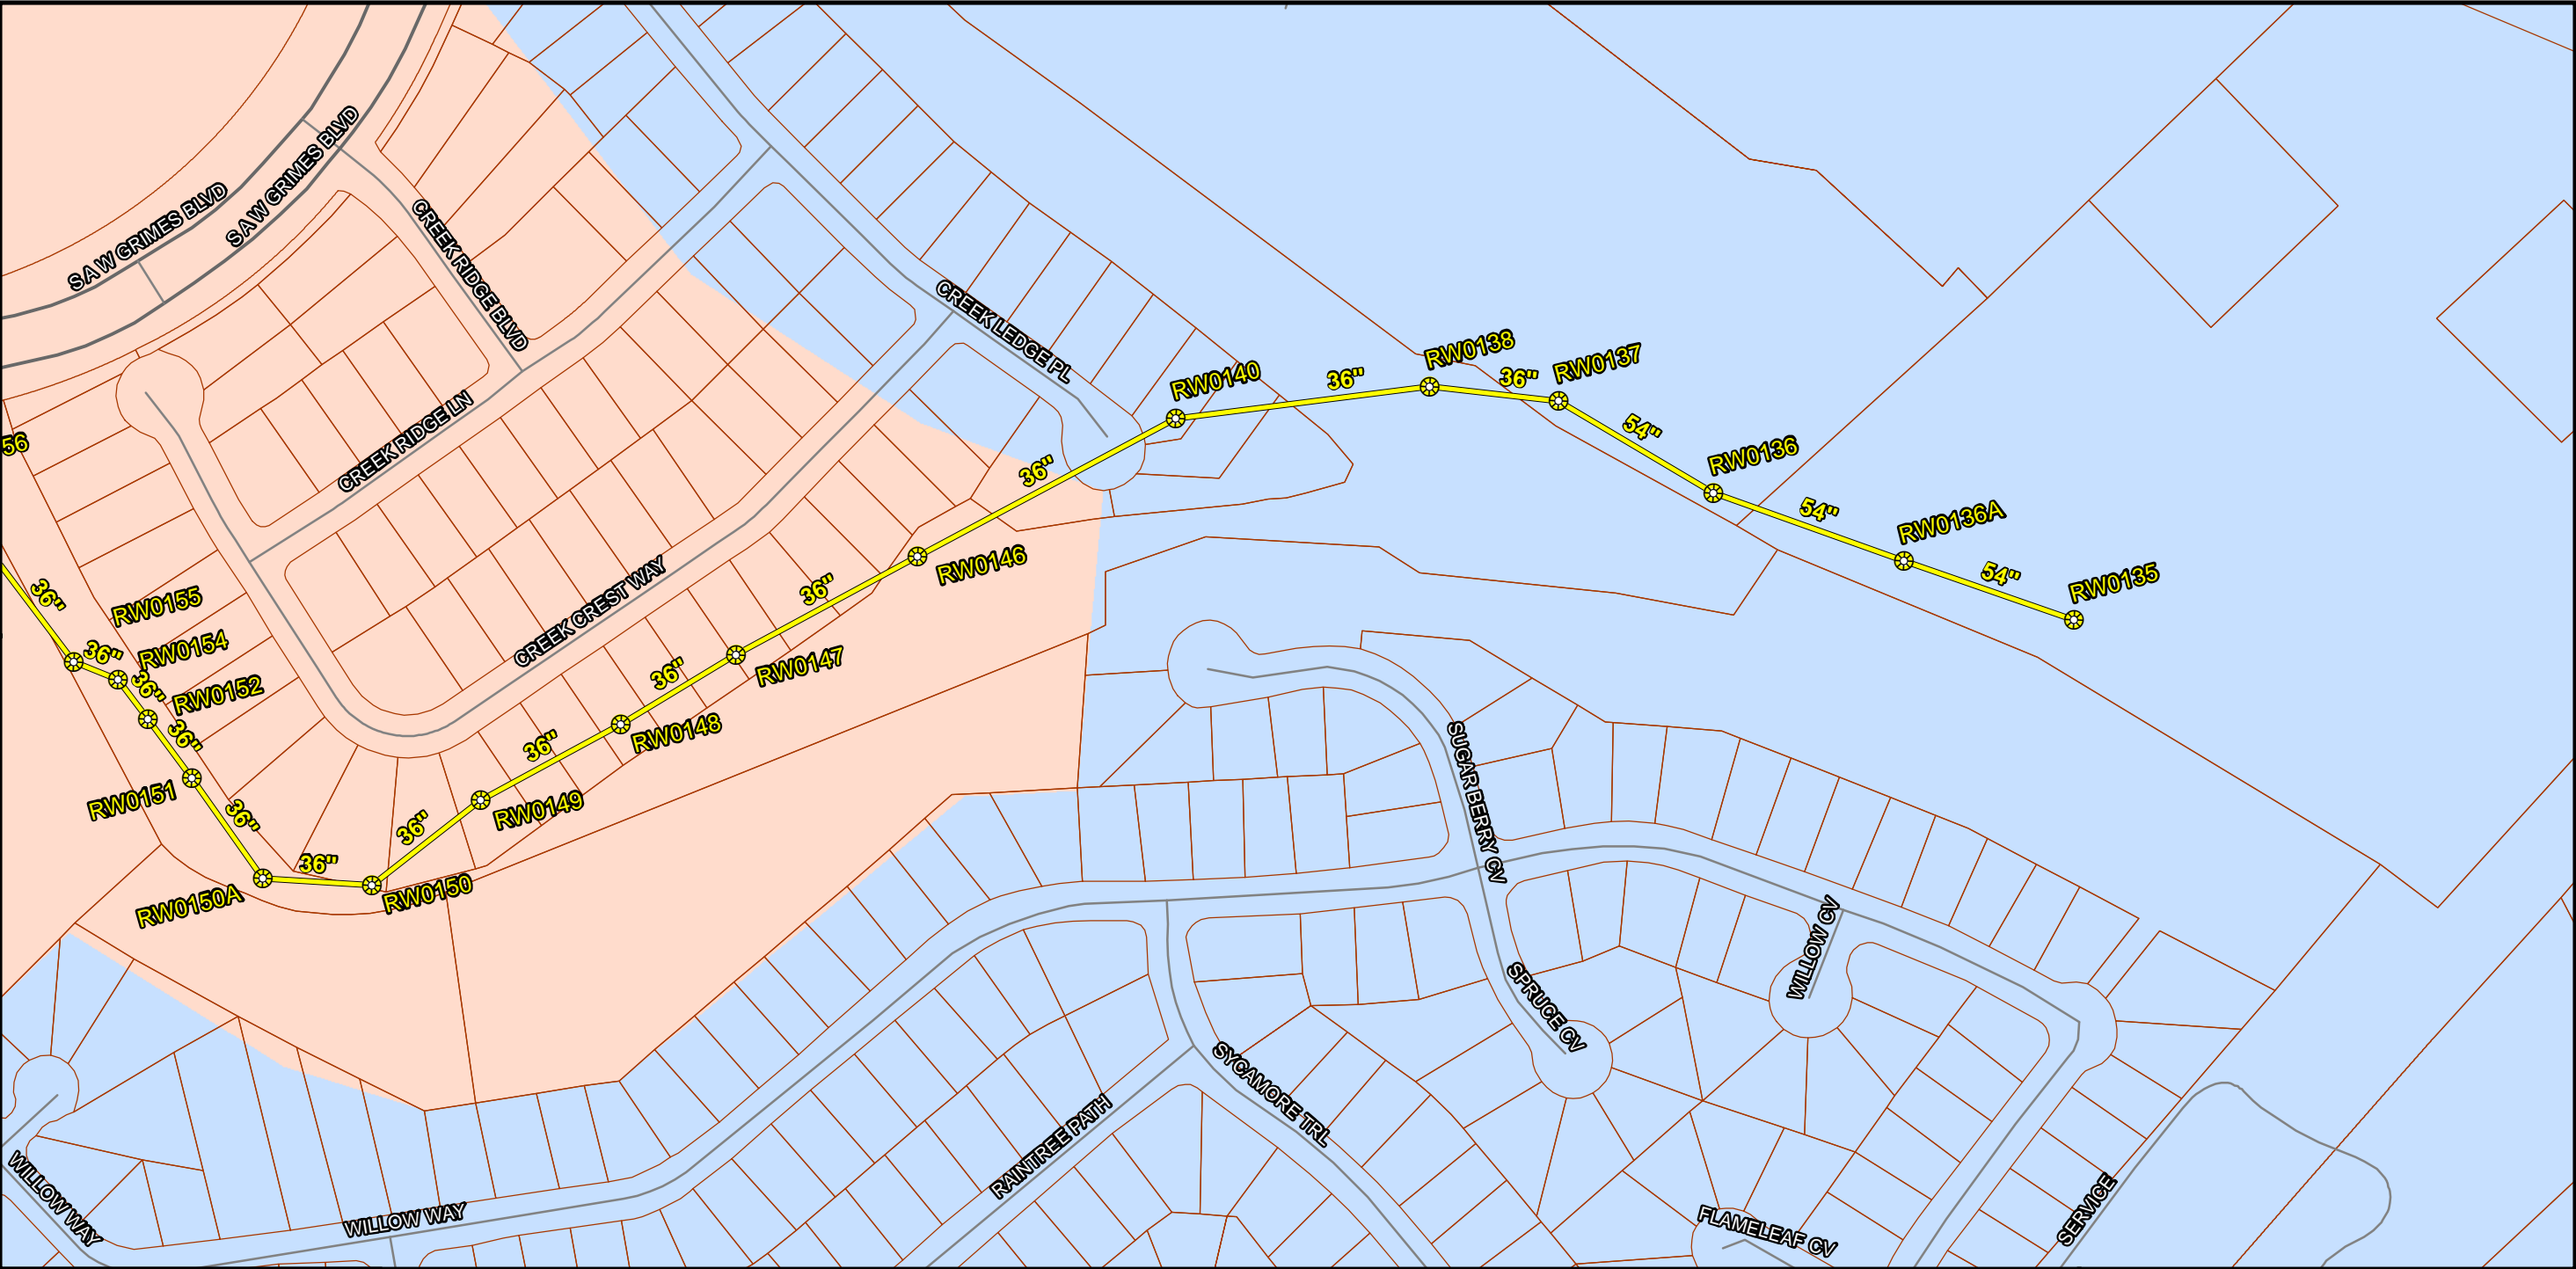 S A W GRIMES BLVD
S A W GRIMES BLVD
CREEK RIDGE BLVD
CREEK LEDGE PL
RW0140
36"
RW0138
36"
RW0137
54"
RW0136
54"
RW0136A
54"
RW0135
CREEK RIDGE LN
56
36"
36"
RW0146
36"
CREEK CREST WAY
RW0155
36"
RW0154
36"
RW0152
36"
RW0147
36"
RW0148
36"
RW0151
36"
RW0149
36"
36"
RW0150A
RW0150
SUGAR BERRY CV
WILLOW CV
SPRUCE CV
SYCAMORE TRL
RAINTREE PATH
WILLOW WAY
WILLOW WAY
FLAMELEAF CV
SERVICE